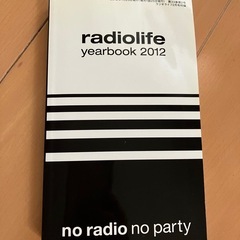 radiolife
yearbook 2012
no radio no party